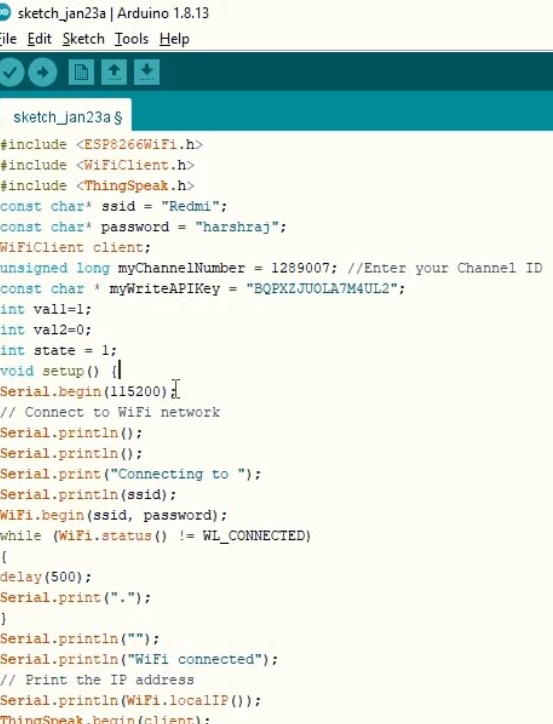 sketch_jan23a | Arduino 1.8.13
File Edit Sketch Tools Help
sketch_jan23a §
#include <ESP8266WiFi.h>
#include <WiFiClient.h>
#include <ThingSpeak.h>
const char* ssid = "Redmi";
const char* password = "harshraj";
WiFiClient client;
unsigned long myChannelNumber = 1289007; //Enter your Channel ID
const char * myWriteAPIKey = "BQPXZJUOLA7M4UL2";
int val1=1;
int val2=0;
int state = 1;
void setup() {
Serial.begin(115200);
// Connect to WiFi network
Serial.println();
Serial.println();
Serial.print("Connecting to ");
Serial.println(ssid);
WiFi.begin(ssid, password);
while (WiFi.status() != WL_CONNECTED)
{
delay(500);
Serial.print(".");
}
Serial.println("");
Serial.println("WiFi connected");
// Print the IP address
Serial.println(WiFi.localIP());
ThingSpeak.begin(client);